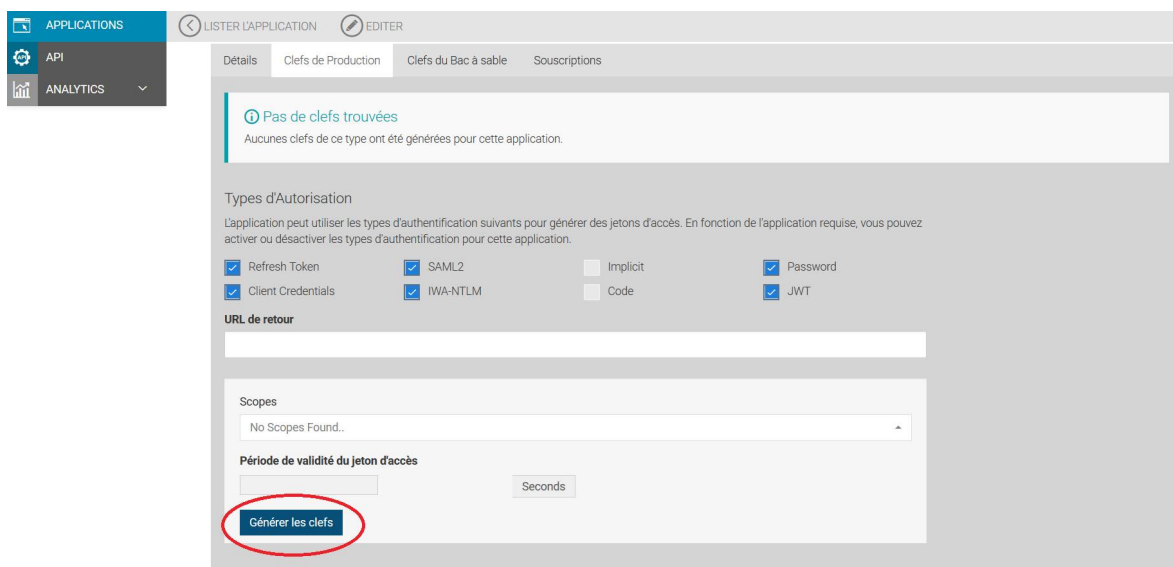 APPLICATIONS
LISTER L'APPLICATION
EDITER
API
API
ANALYTICS
Détails
Clefs de Production
Clefs du Bac à sable
Souscriptions
Pas de clefs trouvées
Aucunes clefs de ce type ont été générées pour cette application.
Types d'Autorisation
L'application peut utiliser les types d'authentification suivants pour générer des jetons d'accès. En fonction de l'application requise, vous pouvez
activer ou désactiver les types d'authentification pour cette application.
Refresh Token
SAML2
Implicit
Password
Client Credentials
IWA-NTLM
Code
JWT
URL de retour
Scopes
No Scopes Found..
Période de validité du jeton d'accès
Seconds
Générer les clefs